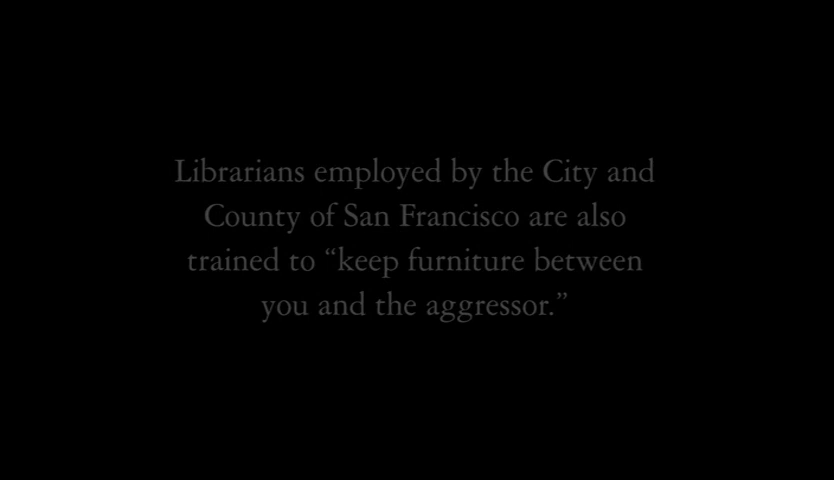 Librarians employed by the City and
County of San Francisco are also
trained to “keep furniture between
you and the aggressor.”